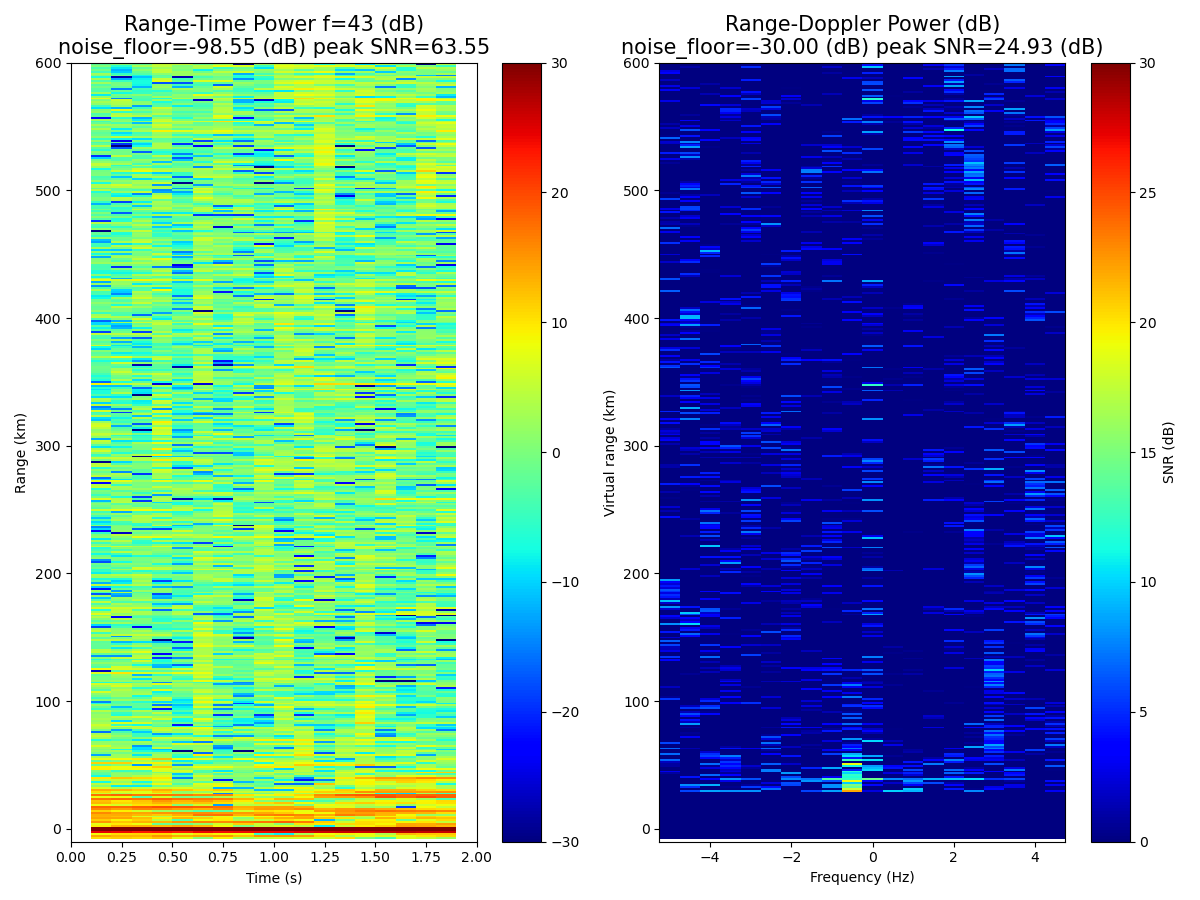 Range-Time Power f=43 (dB)
noise_floor=-98.55 (dB) peak SNR=63.55
600
500
400
300
200
100
0
Range (km)
0.00 0.25 0.50 0.75 1.00 1.25 1.50 1.75 2.00
Time (s)
30
20
10
0
−10
−20
−30
Range-Doppler Power (dB)
noise_floor=-30.00 (dB) peak SNR=24.93 (dB)
600
500
400
300
200
100
0
Virtual range (km)
−4 −2 0 2 4
Frequency (Hz)
30
25
20
15
10
5
0
SNR (dB)